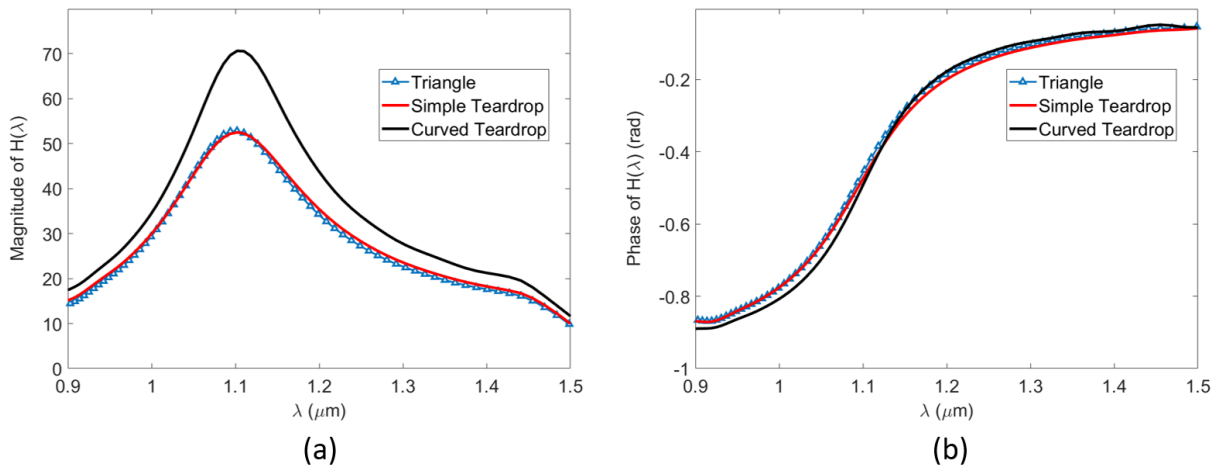 70
60
50
40
30
20
10
0
0.9
1
1.1
1.2
1.3
1.4
1.5
Magnitude of H(λ)
λ (μm)
Triangle
Simple Teardrop
Curved Teardrop
(a)
-0.2
-0.4
-0.6
-0.8
-1
0.9
1
1.1
1.2
1.3
1.4
1.5
Phase of H(λ) (rad)
λ (μm)
Triangle
Simple Teardrop
Curved Teardrop
(b)